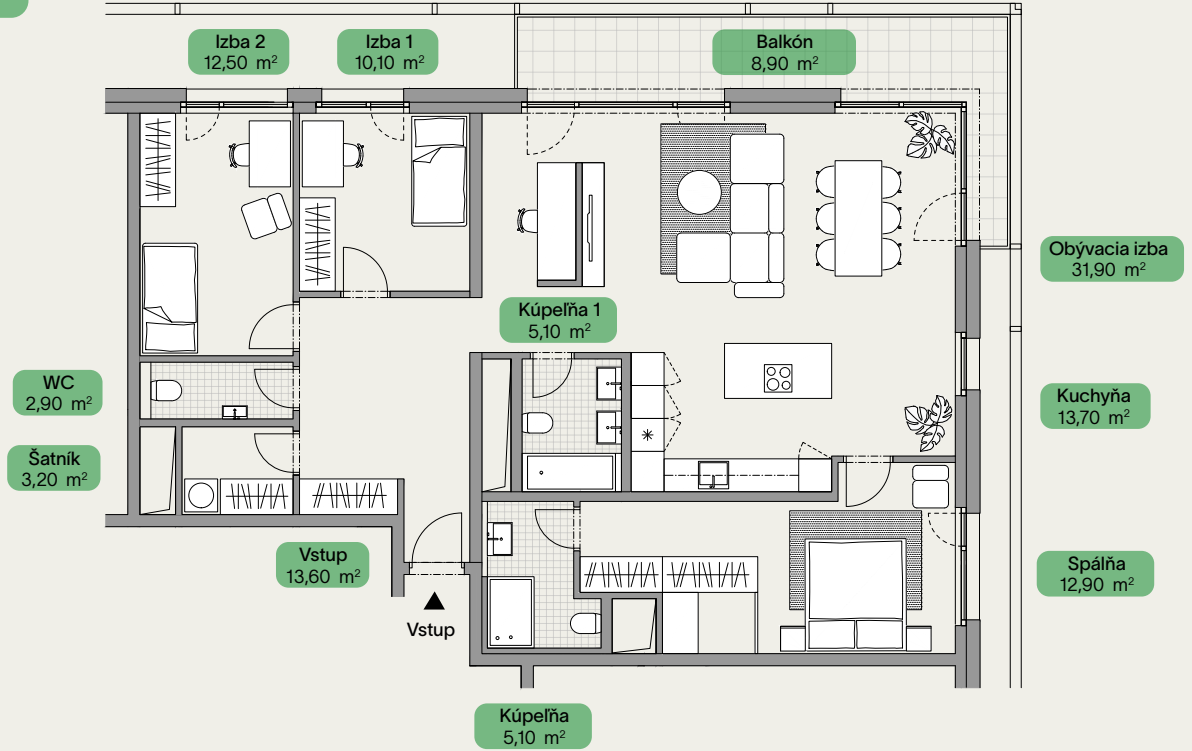 Izba 2
12,50 m²
Izba 1
10,10 m²
Balkón
8,90 m²
Obývacia izba
31,90 m²
Kúpeľňa 1
5,10 m²
WC
2,90 m²
Kuchyňa
13,70 m²
Šatník
3,20 m²
Vstup
13,60 m²
Spálňa
12,90 m²
Vstup
Kúpeľňa
5,10 m²